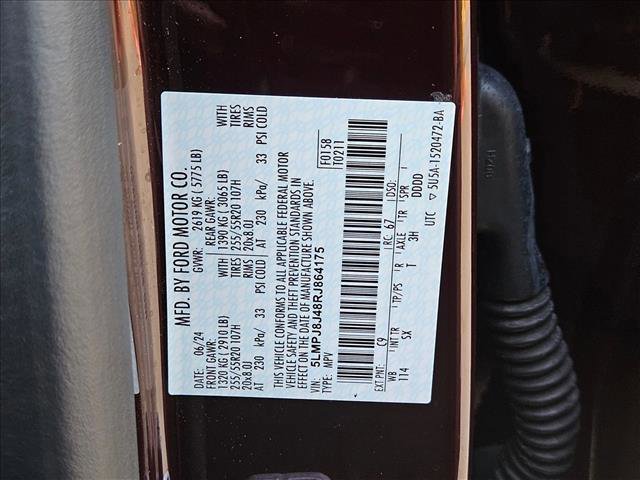 MFD. BY FORD MOTOR CO.
DATE: 06/24 GVWR: 2619 KG ( 5775 LB)
FRONT GAWR: REAR GAWR: WITH
1320 KG ( 2910 LB) 1390 KG ( 3065 LB) TIRES
255/55R20 107H 255/55R20 107H RIMS
20x8.0J 20x8.0J
AT 230 kPa/ 33 PSI COLD AT 230 kPa/ 33 PSI COLD
THIS VEHICLE CONFORMS TO ALL APPLICABLE FEDERAL MOTOR
VEHICLE SAFETY AND THEFT PREVENTION STANDARDS IN
EFFECT ON THE DATE OF MANUFACTURE SHOWN ABOVE.
VIN: 5LMPJ8J48RJ864175
TYPE: MPV
F0158
T0211
EXT PNT: C9 RC: 67 DSO:
WB INT TR TP/PS R AXLE TR SPR
114 SX T 3H DDDD
UTC ▽ 5U5A-1520472-BA